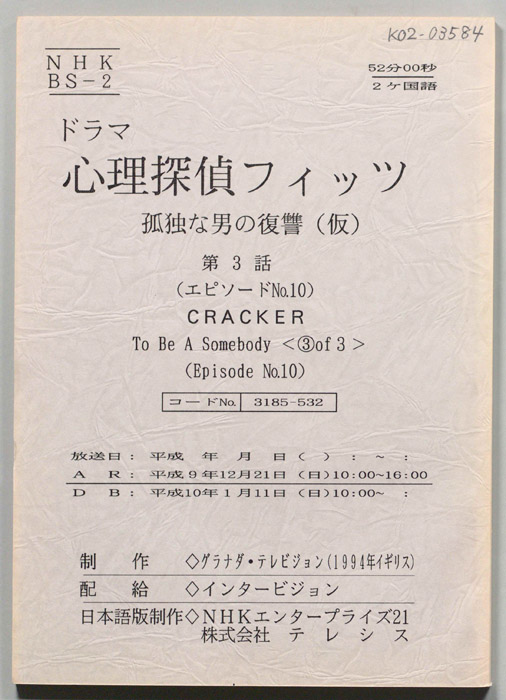 K02-03584
NHK
BS-2
52分00秒
2ケ国語
ドラマ
心理探偵フィッツ
孤独な男の復讐(仮)
第3話
(エピソードNo.10)
CRACKER
To Be A Somebody <③of3>
(Episode No.10)
コードNo. 3185-532
放送日: 平成 年 月 日( ) : ~ :
AR: 平成9年12月21日(日)10:00~16:00
DB: 平成10年1月11日(日)10:00~ :
制作◇グラナダ・テレビジョン(1994年イギリス)
配給◇インタービジョン
日本語版制作◇NHKエンタープライズ21
株式会社 テレシス